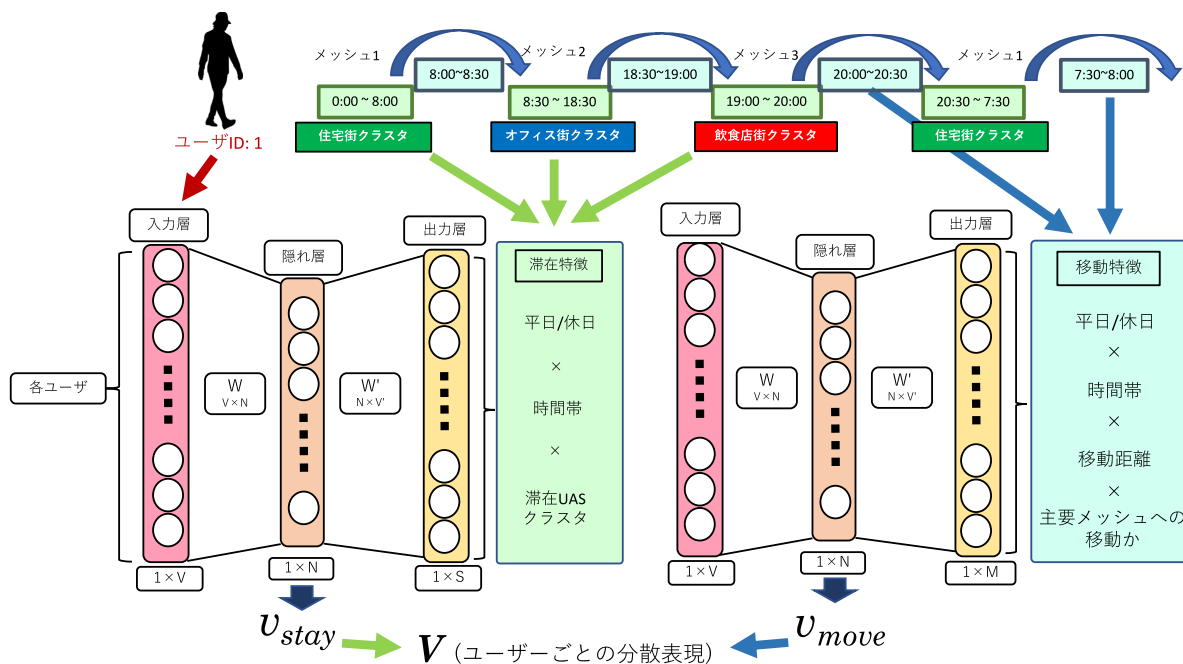 メッシュ1
メッシュ2
メッシュ3
メッシュ1
8:00~8:30
18:30~19:00
20:00~20:30
7:30~8:00
0:00 ~ 8:00
8:30 ~ 18:30
19:00 ~ 20:00
20:30 ~ 7:30
住宅街クラスタ
オフィス街クラスタ
飲食店街クラスタ
住宅街クラスタ
ユーザID: 1
入力層
隠れ層
出力層
各ユーザ
W
V×N
W'
N×V'
1×V
1×N
1×S
滞在特徴
平日/休日
×
時間帯
×
滞在UAS
クラスタ
入力層
隠れ層
出力層
W
V×N
W'
N×V'
1×V
1×N
1×M
移動特徴
平日/休日
×
時間帯
×
移動距離
×
主要メッシュへの
移動か
v_stay
V (ユーザーごとの分散表現)
v_move